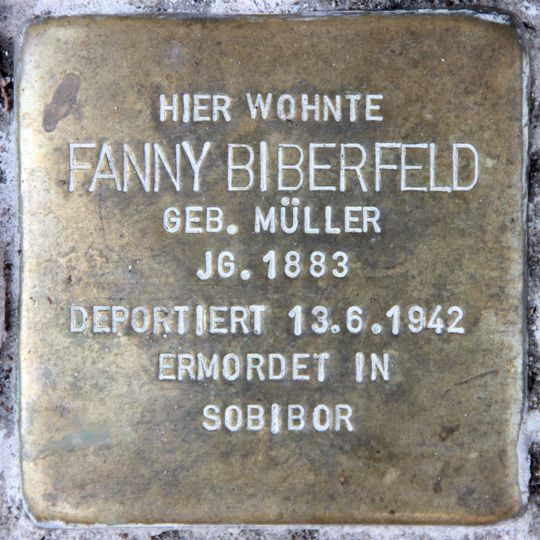 HIER WOHNTE
FANNY BIBERFELD
GEB. MÜLLER
JG. 1883
DEPORTIERT 13.6.1942
ERMORDET IN
SOBIBOR